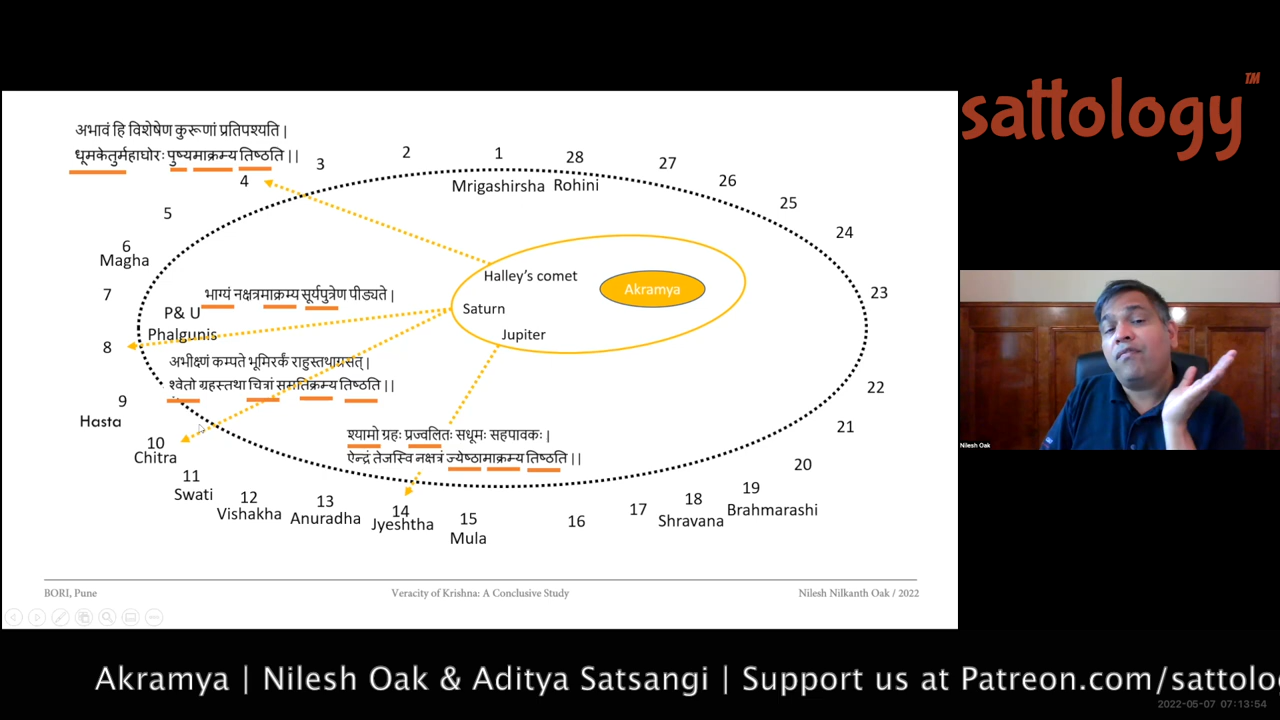 sattology™
अभावं हि विशेषेण कुरूणां प्रतिपश्यति |
धूमकेतुर्महाघोरः पुष्यमाक्रम्य तिष्ठति ||
1
2
3
4
5
6
Magha
7
P& U
Phalgunis
8
9
Hasta
10
Chitra
11
Swati
12
Vishakha
13
Anuradha
14
Jyeshtha
15
Mula
16
17
18
Shravana
19
Brahmarashi
20
21
22
23
24
25
26
27
28
Mrigashirsha Rohini
Halley's comet
Akramya
Saturn
Jupiter
भाग्यं नक्षत्रमाक्रम्य सूर्यपुत्रेण पीड्यते |
अभीक्ष्णं कम्पते भूमिरर्कं राहुस्तथाग्रसत् |
श्वेतो ग्रहस्तथा चित्रां समतिक्रम्य तिष्ठति ||
श्यामो ग्रहः प्रज्वलितः सधूमः सहपावकः |
ऐन्द्रं तेजस्वि नक्षत्रं ज्येष्ठामाक्रम्य तिष्ठति ||
BORI, Pune
Veracity of Krishna: A Conclusive Study
Nilesh Nilkanth Oak / 2022
Nilesh Oak
Akramya | Nilesh Oak & Aditya Satsangi | Support us at Patreon.com/sattolo
2022-05-07 07:13:54